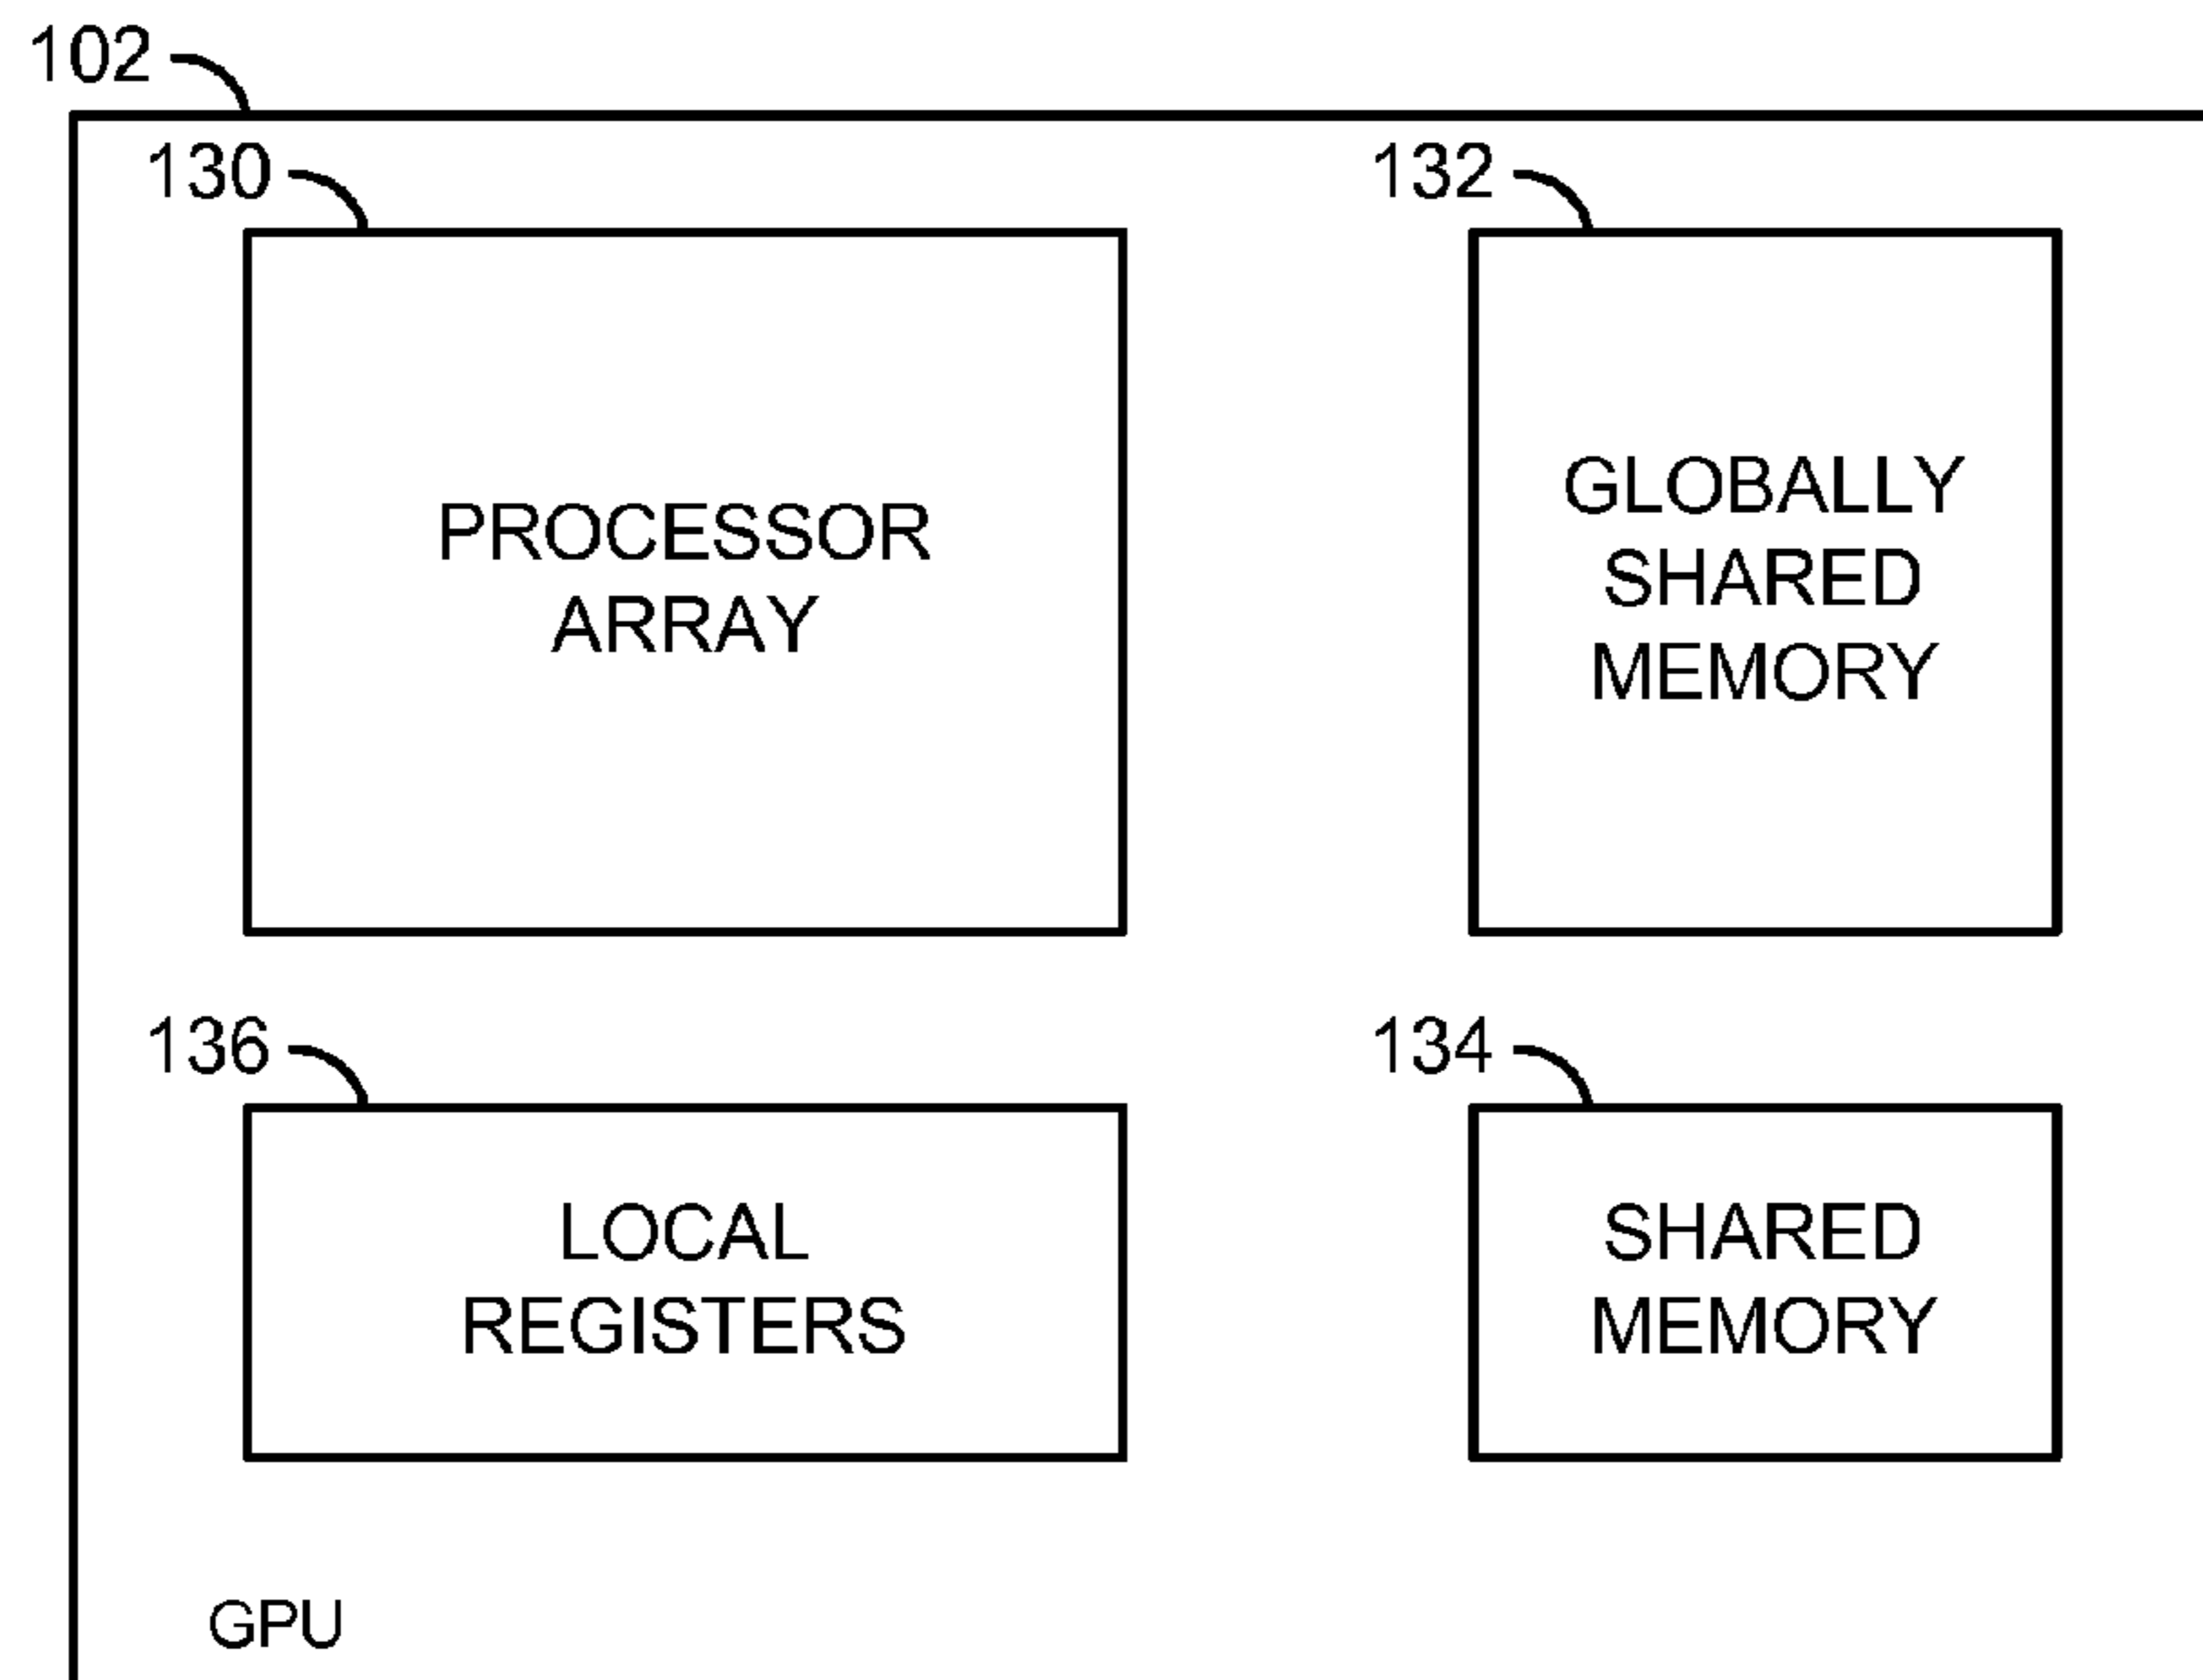 102
130
132
PROCESSOR
ARRAY
GLOBALLY
SHARED
MEMORY
136
134
LOCAL
REGISTERS
SHARED
MEMORY
GPU